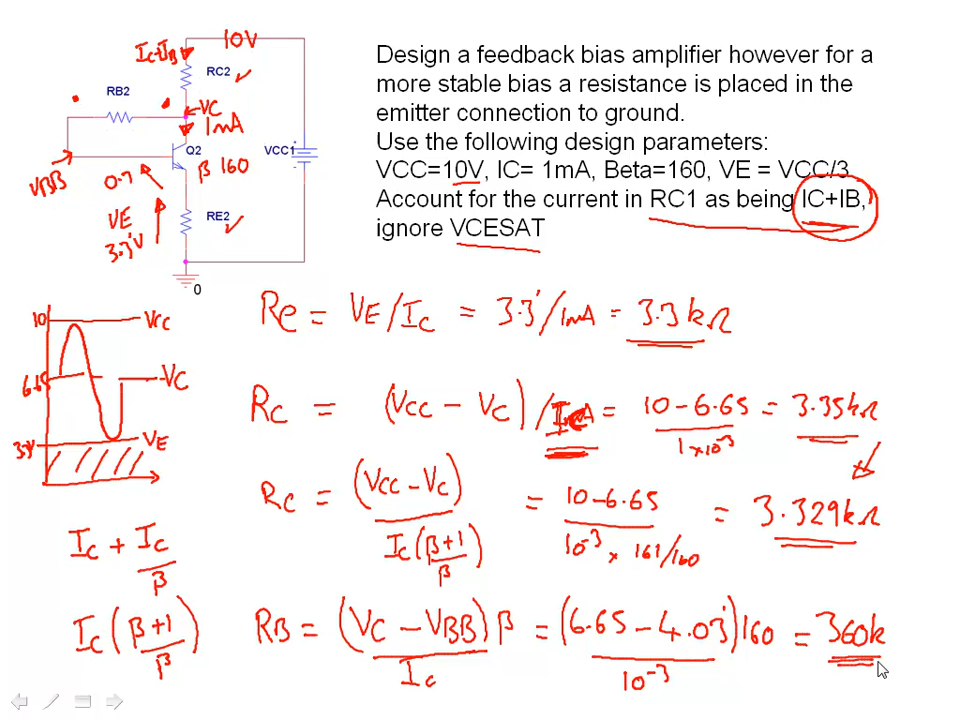 Design a feedback bias amplifier however for a
more stable bias a resistance is placed in the
emitter connection to ground.
Use the following design parameters:
VCC=10V, IC= 1mA, Beta=160, VE = VCC/3
Account for the current in RC1 as being IC+IB,
ignore VCESAT
10V
RC2
RB2
VC
1mA
Q2
VCC1
β 160
VBB
0.7
VE
3.3'V
RE2
0
10
VCC
6.65
VC
VE
Re = VE/IC = 3.3'/1mA = 3.3kΩ
RC = (VCC - VC)/IC = 10-6.65 / 1x10^-3 = 3.35kΩ
RC = (VCC-VC) / IC(β+1/β) = 10-6.65 / 10^-3 x 161/160 = 3.329kΩ
IC + IC/β
IC(β+1/β)
RB = (VC - VBB)β / IC = (6.65 - 4.03')160 / 10^-3 = 360k